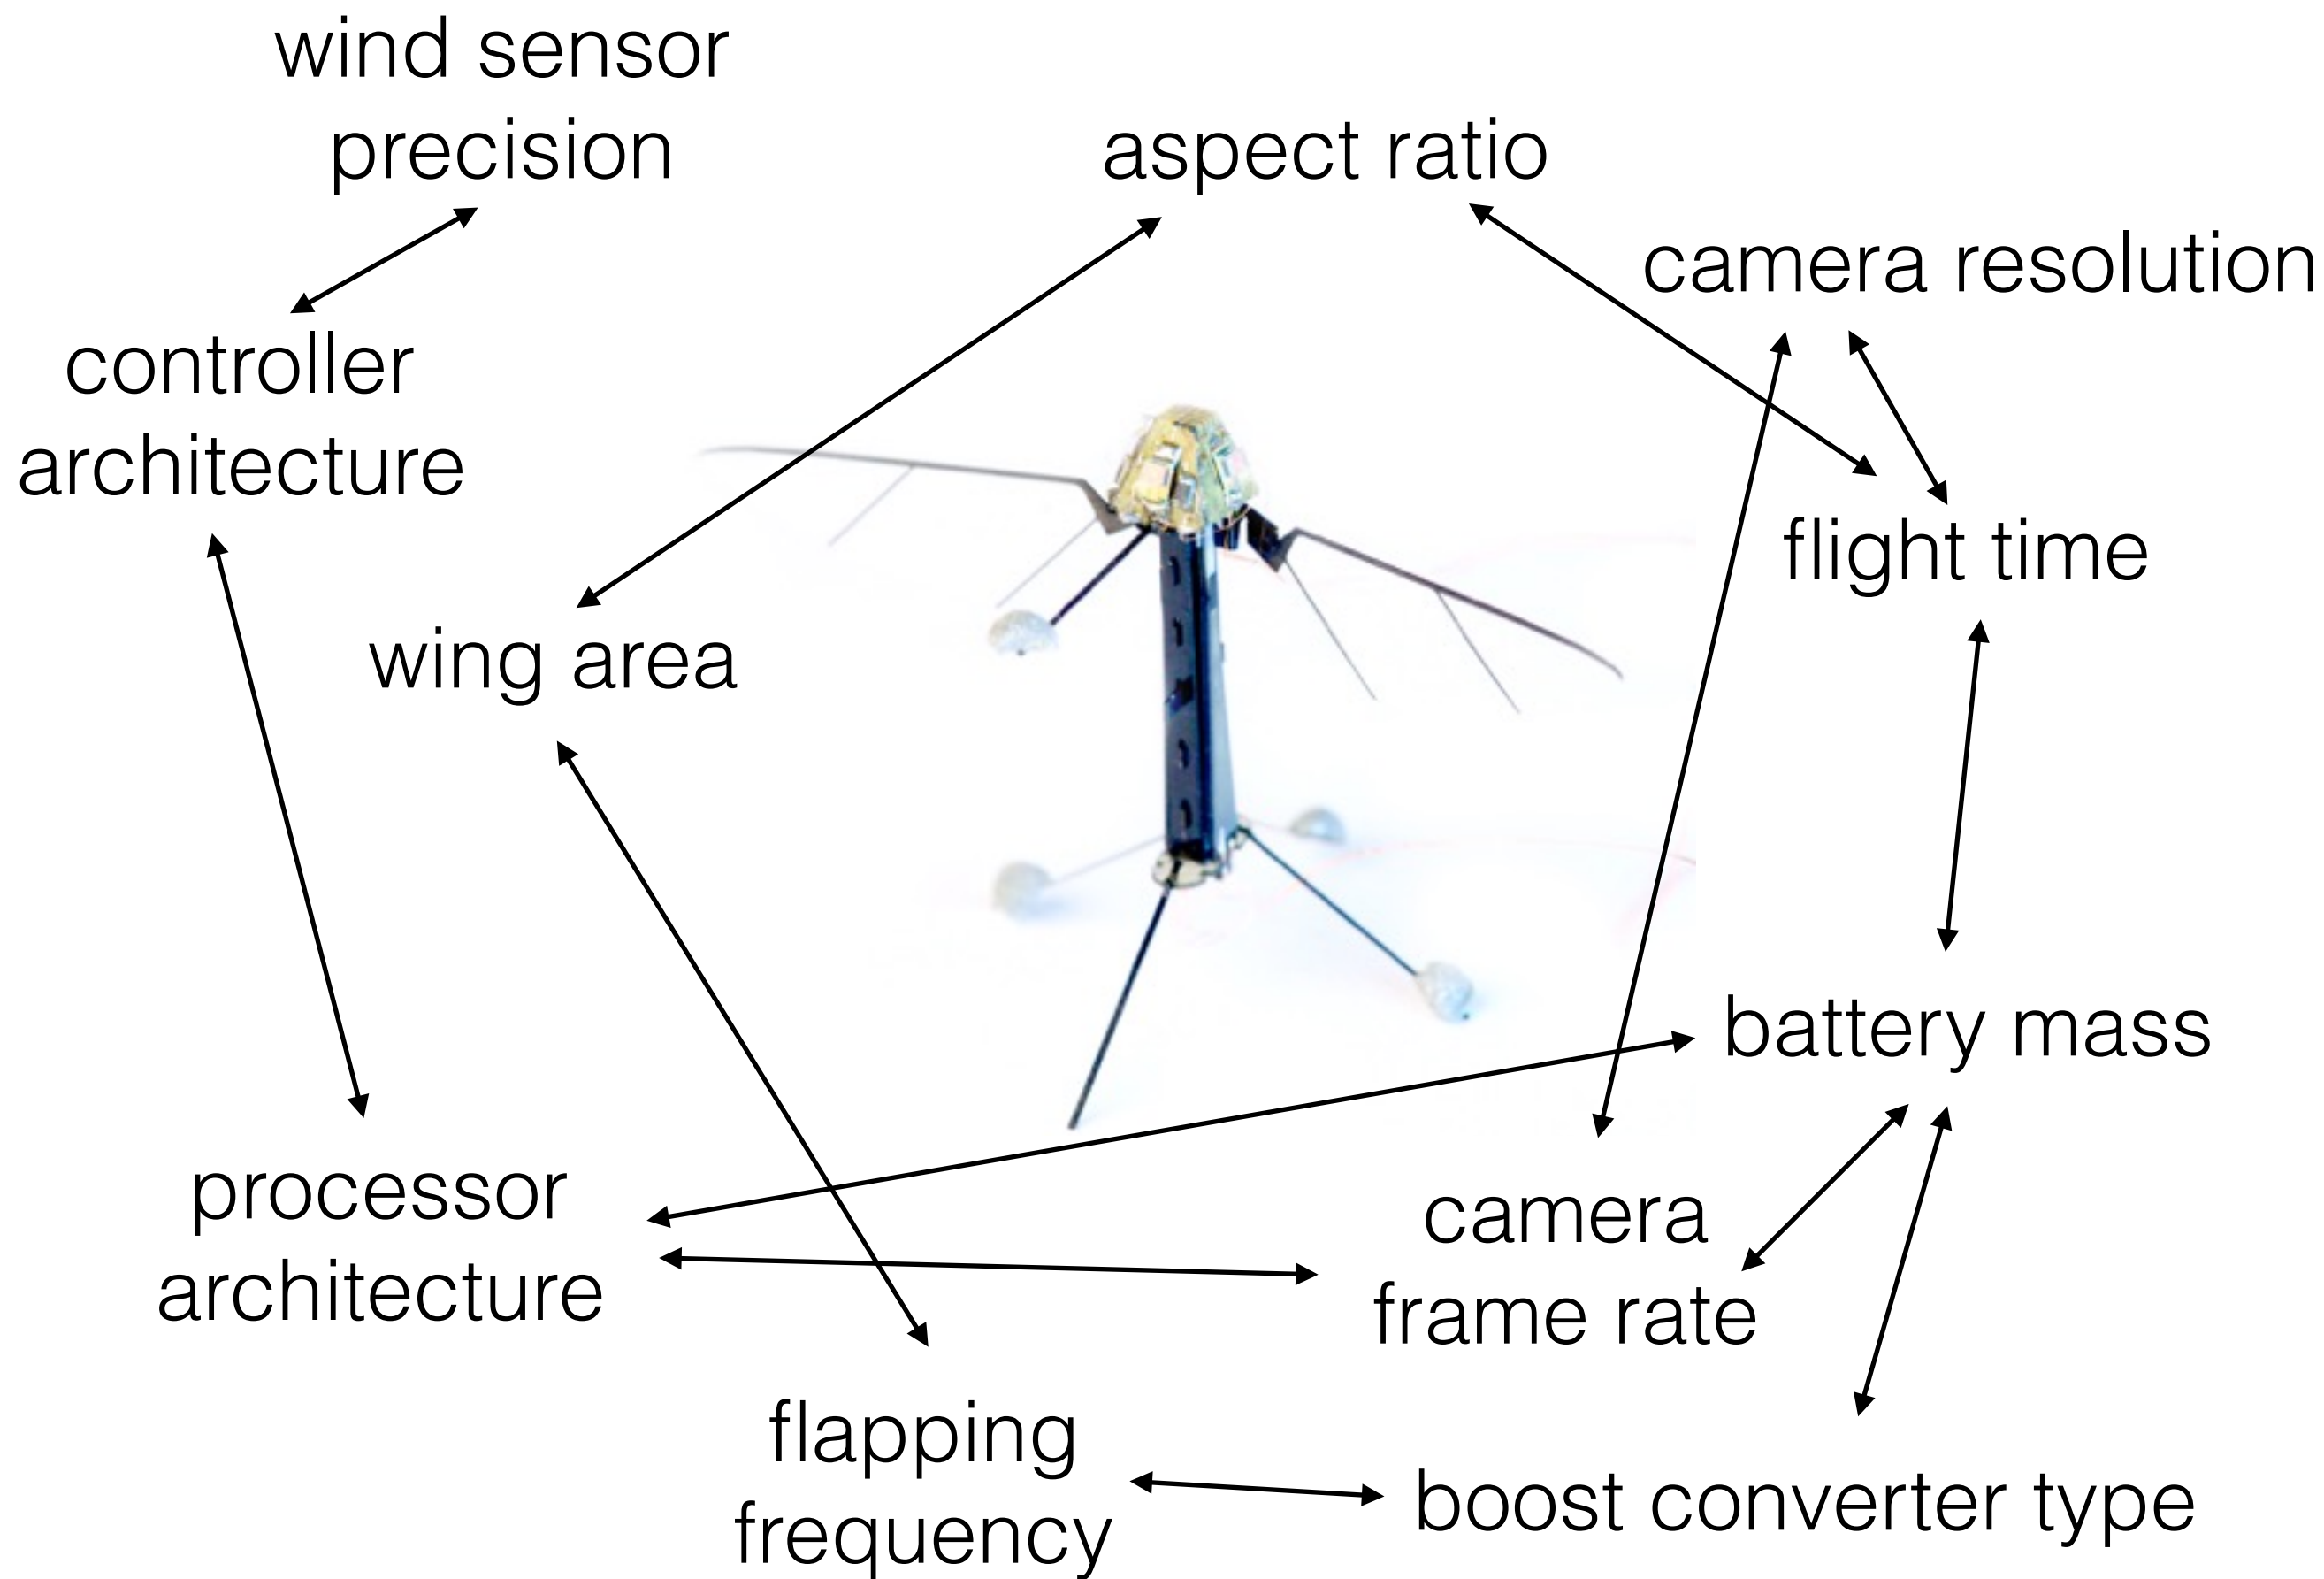 wind sensor
precision
aspect ratio
camera resolution
controller
architecture
flight time
wing area
battery mass
processor
architecture
camera
frame rate
flapping
frequency
boost converter type